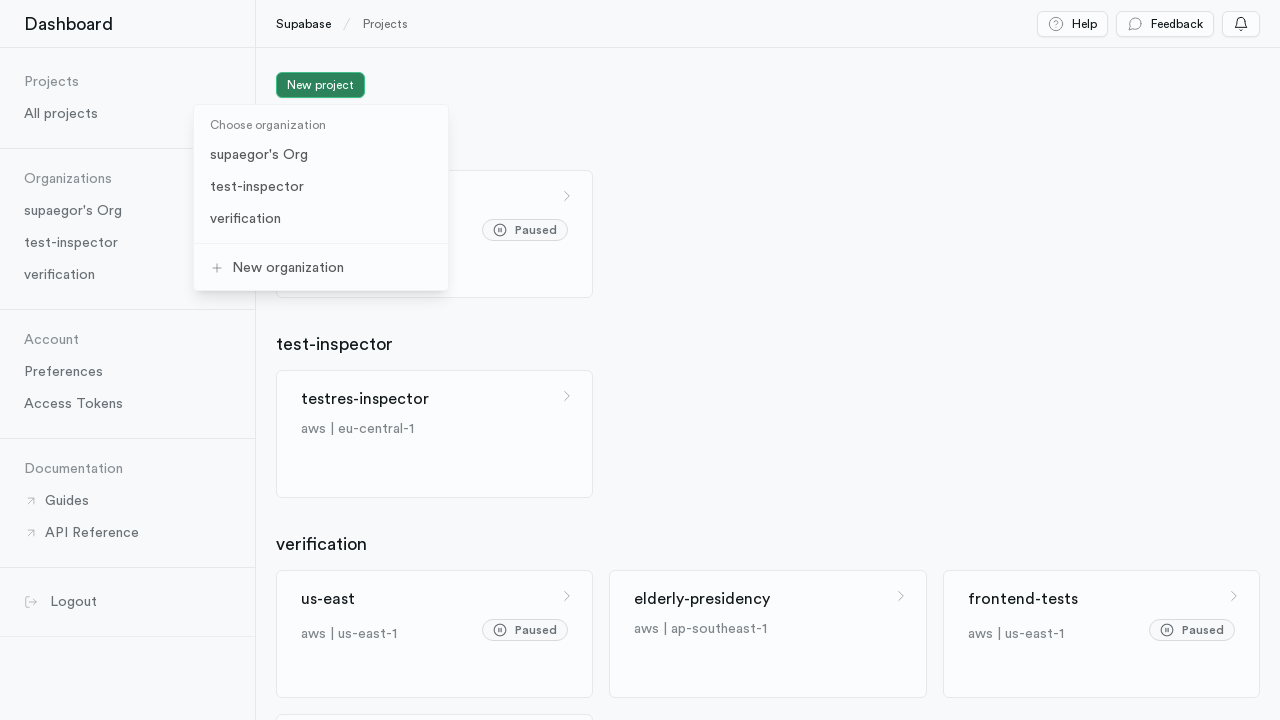 Dashboard
Supabase
Projects
Help
Feedback
Projects
All projects
Organizations
supaegor's Org
test-inspector
verification
Account
Preferences
Access Tokens
Documentation
Guides
API Reference
Logout
New project
Choose organization
supaegor's Org
test-inspector
verification
New organization
Paused
test-inspector
testres-inspector
aws | eu-central-1
verification
us-east
aws | us-east-1
Paused
elderly-presidency
aws | ap-southeast-1
frontend-tests
aws | us-east-1
Paused